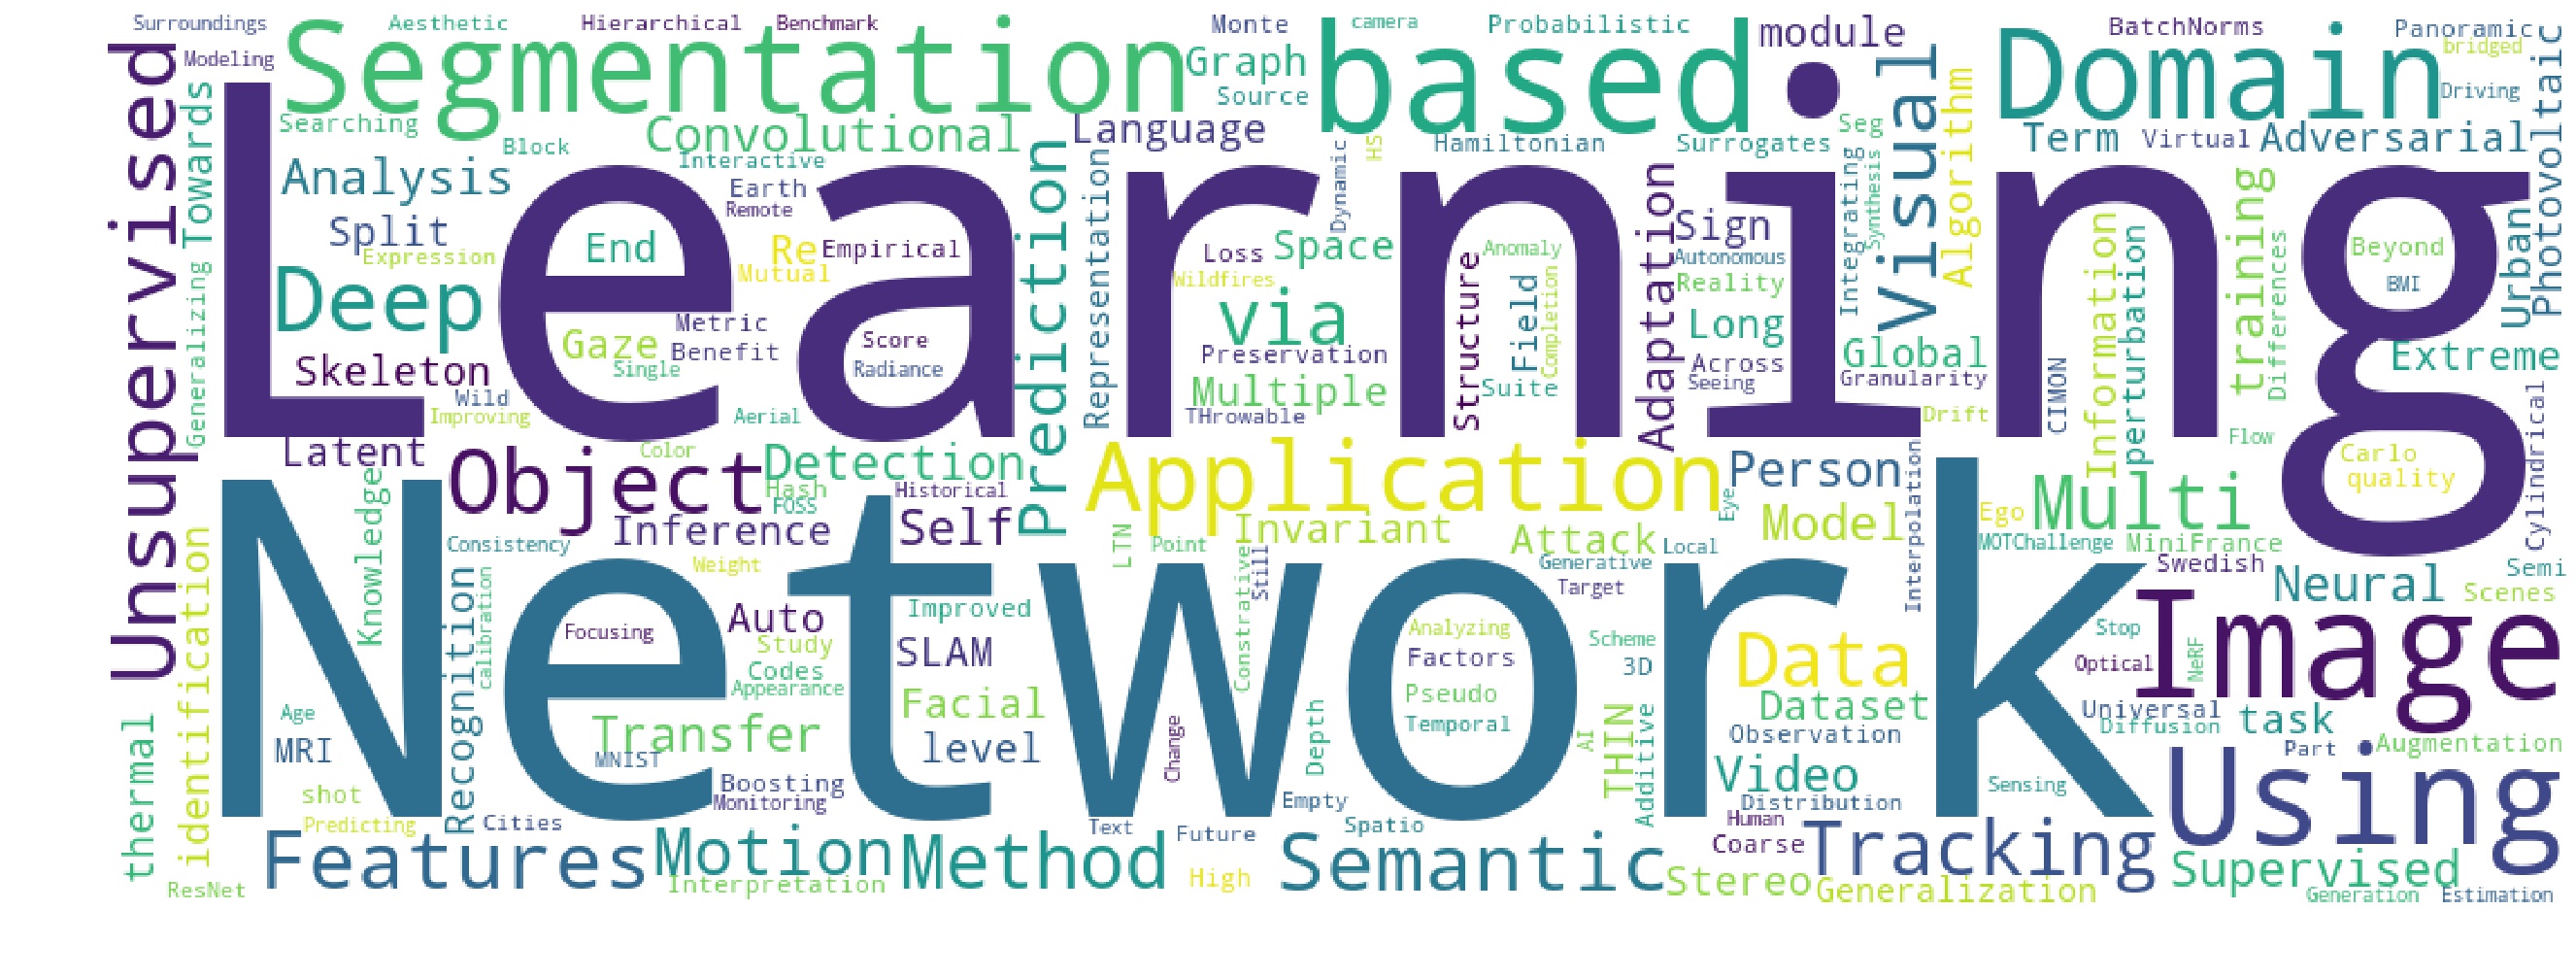 Surroundings
Aesthetic
Hierarchical
Benchmark
Monte
camera
Probabilistic
module
BatchNorms
Panoramic
bridged
Unsupervised
Modeling
Segmentation
Graph
Source
based
Visual
Algorithm
Domain
Driving
Photovoltaic
Towards
Searching
Block
Convolutional
Interactive
Language
HS
Hamiltonian
Surrogates
Seg
Term
Virtual
Adversarial
Learning
Analysis
Earth
Remote
Prediction
Representation
Dynamic
Adaptation
Sign
Integrating
Synthesis
Information
perturbation
training
Differences
Urban
Split
Expression
End
Re
Mutual
Empirical
Loss
Space
Wildfires
Anomaly
Structure
Field
Completion
Autonomous
Reality
Beyond
BMI
Generalizing
Deep
Gaze
Metric
Benefit
Single
Score
Radiance
via
Preservation
Multiple
THrowable
Suite
Long
Across
Seeing
Global
Granularity
Drift
CIMON
Extreme
Skeleton
Wild
Improving
Aerial
Flow
Cylindrical
Latent
Object
Color
Detection
Hash
FOSS
Historical
Application
Person
Interpolation
Multi
Carlo
quality
Network
Knowledge
Inference
Self
LTN
Point
Invariant
Attack
Eye
Model
Local
Ego
MOTChallenge
MiniFrance
Swedish
Semi
identification
Recognition
Consistency
calibration
Weight
Improved
Constrative
Still
Generative
Target
Neural
Scenes
Focusing
Auto
Study
Codes
Appearance
SLAM
Analyzing
Factors
Scheme
3D
Data
Stop
Optical
NeRF
Image
thermal
Age
MRI
Transfer
MNIST
Facial
level
Change
Depth
Pseudo
Temporal
AI
THIN
Additive
Dataset
Observation
Universal
Diffusion
task
Part
Augmentation
shot
Predicting
Cities
Boosting
Monitoring
Empty
Video
Distribution
Sensing
Using
ResNet
Features
Motion
Interpretation
Method
Text
Future
High
Spatio
Semantic
Human
Coarse
Stereo
Tracking
Generalization
Supervised
Generation
Estimation